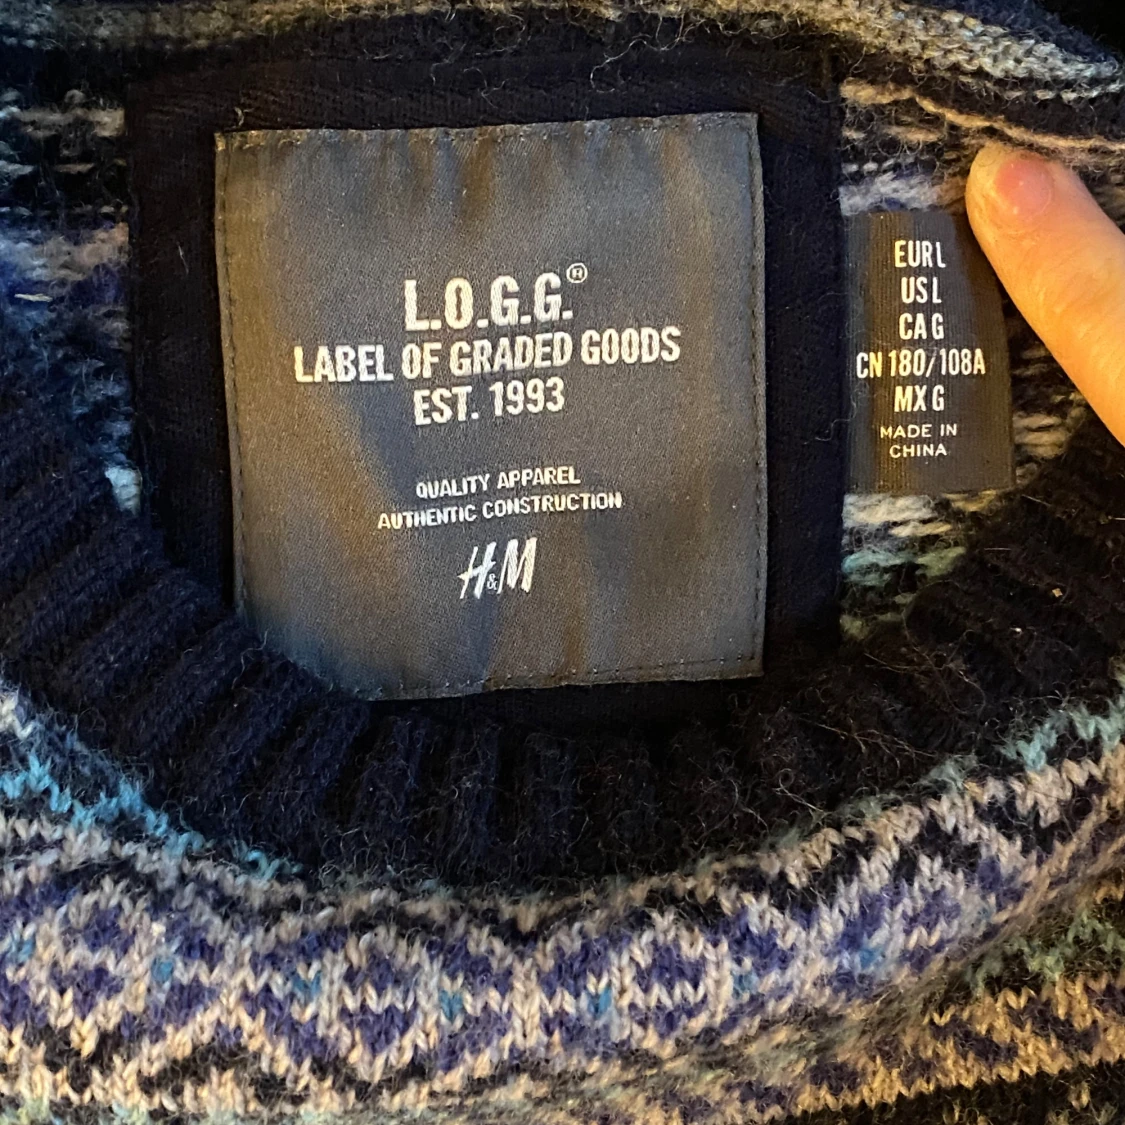 L.O.G.G.®
LABEL OF GRADED GOODS
EST. 1993
QUALITY APPAREL
AUTHENTIC CONSTRUCTION
H&M
EUR L
US L
CA G
CN 180/108A
MX G
MADE IN
CHINA